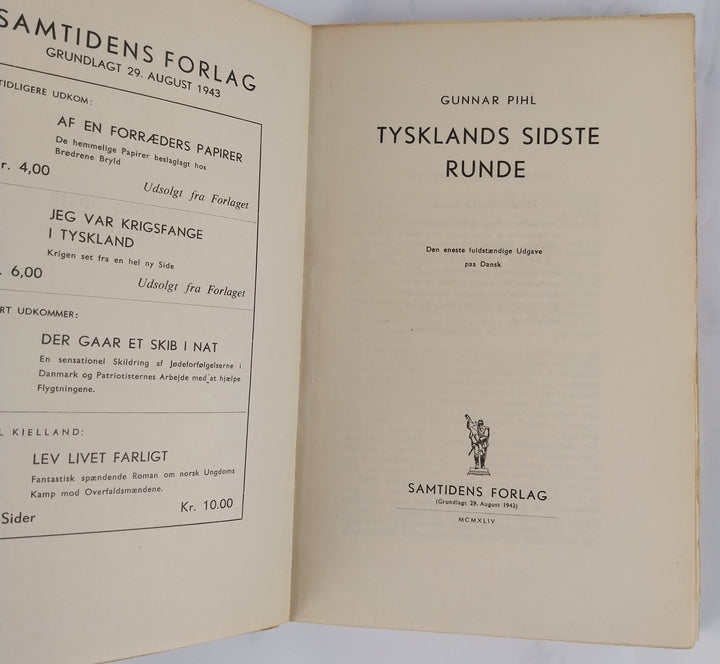 SAMTIDENS FORLAG
GRUNDLAGT 29. AUGUST 1943
TIDLIGERE UDKOM:
AF EN FORRÆDERS PAPIRER
De hemmelige Papirer beslaglagt hos
Brødrene Bryld
r. 4,00
Udsolgt fra Forlaget
JEG VAR KRIGSFANGE
I TYSKLAND
Krigen set fra en hel ny Side
. 6,00
Udsolgt fra Forlaget
RT UDKOMMER:
DER GAAR ET SKIB I NAT
En sensationel Skildring af Jødeforfølgelserne i
Danmark og Patriotisternes Arbejde med at hjælpe
Flygtningene.
L KIELLAND:
LEV LIVET FARLIGT
Fantastisk spændende Roman om norsk Ungdoms
Kamp mod Overfaldsmændene.
Sider
Kr. 10.00
GUNNAR PIHL
TYSKLANDS SIDSTE
RUNDE
Den eneste fuldstændige Udgave
paa Dansk
SAMTIDENS FORLAG
(Grundlagt 29. August 1943)
MCMXLIV